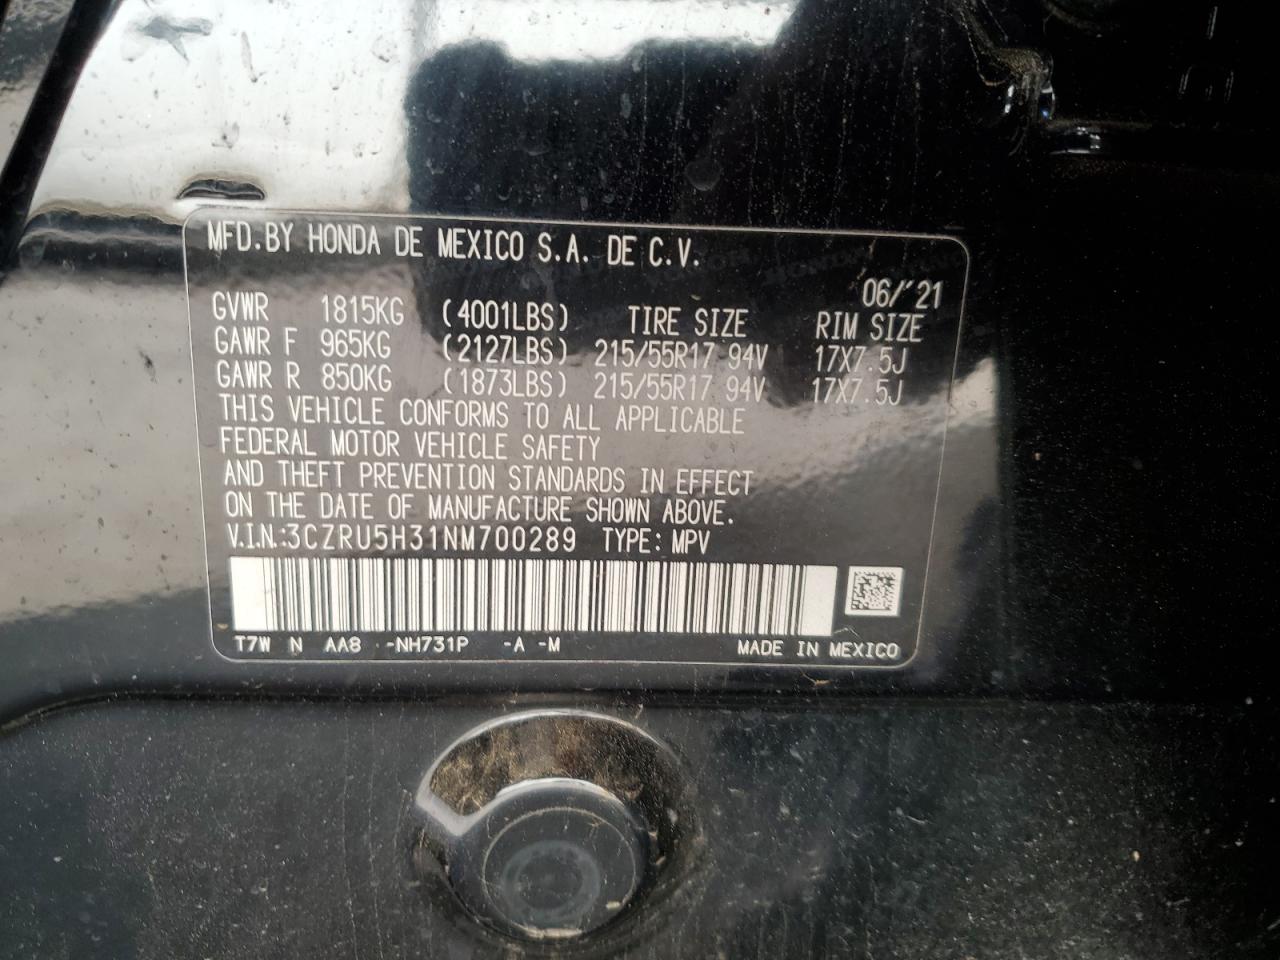 MFD.BY HONDA DE MEXICO S.A. DE C.V.
06/'21
GVWR 1815KG (4001LBS) TIRE SIZE RIM SIZE
GAWR F 965KG (2127LBS) 215/55R17 94V 17X7.5J
GAWR R 850KG (1873LBS) 215/55R17 94V 17X7.5J
THIS VEHICLE CONFORMS TO ALL APPLICABLE
FEDERAL MOTOR VEHICLE SAFETY
AND THEFT PREVENTION STANDARDS IN EFFECT
ON THE DATE OF MANUFACTURE SHOWN ABOVE.
V.I.N.:3CZRU5H31NM700289 TYPE: MPV
T7W N AA8 -NH731P -A -M MADE IN MEXICO